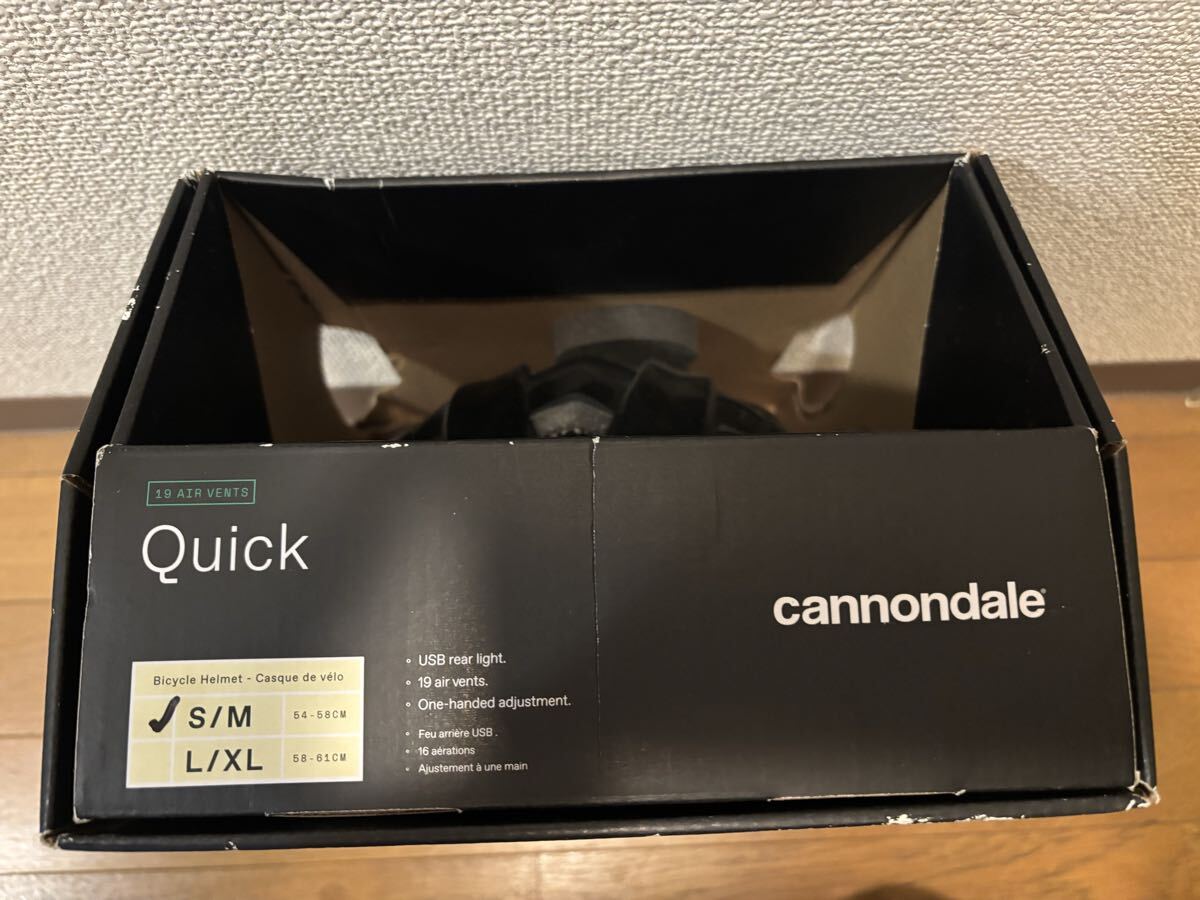 19 AIR VENTS
Quick
cannondale
Bicycle Helmet - Casque de vélo
S/M 54-58CM
L/XL 58-61CM
USB rear light.
19 air vents.
One-handed adjustment.
Feu arrière USB .
16 aérations
Ajustement à une main